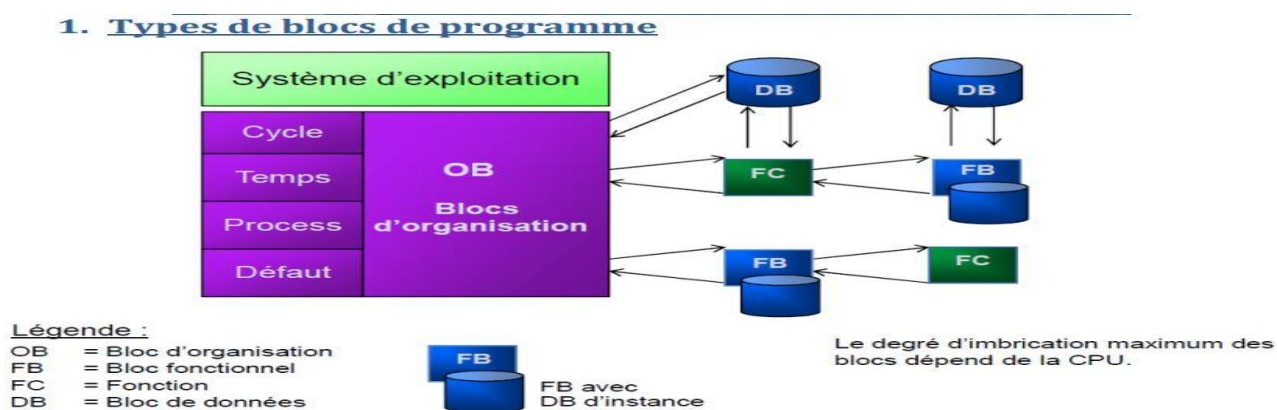 1. Types de blocs de programme
Système d'exploitation
Cycle
Temps
Process
Défaut
OB
Blocs
d'organisation
DB
DB
FC
FB
FB
FC
Légende :
OB = Bloc d'organisation
FB = Bloc fonctionnel
FC = Fonction
DB = Bloc de données
FB
FB avec
DB d'instance
Le degré d'imbrication maximum des
blocs dépend de la CPU.